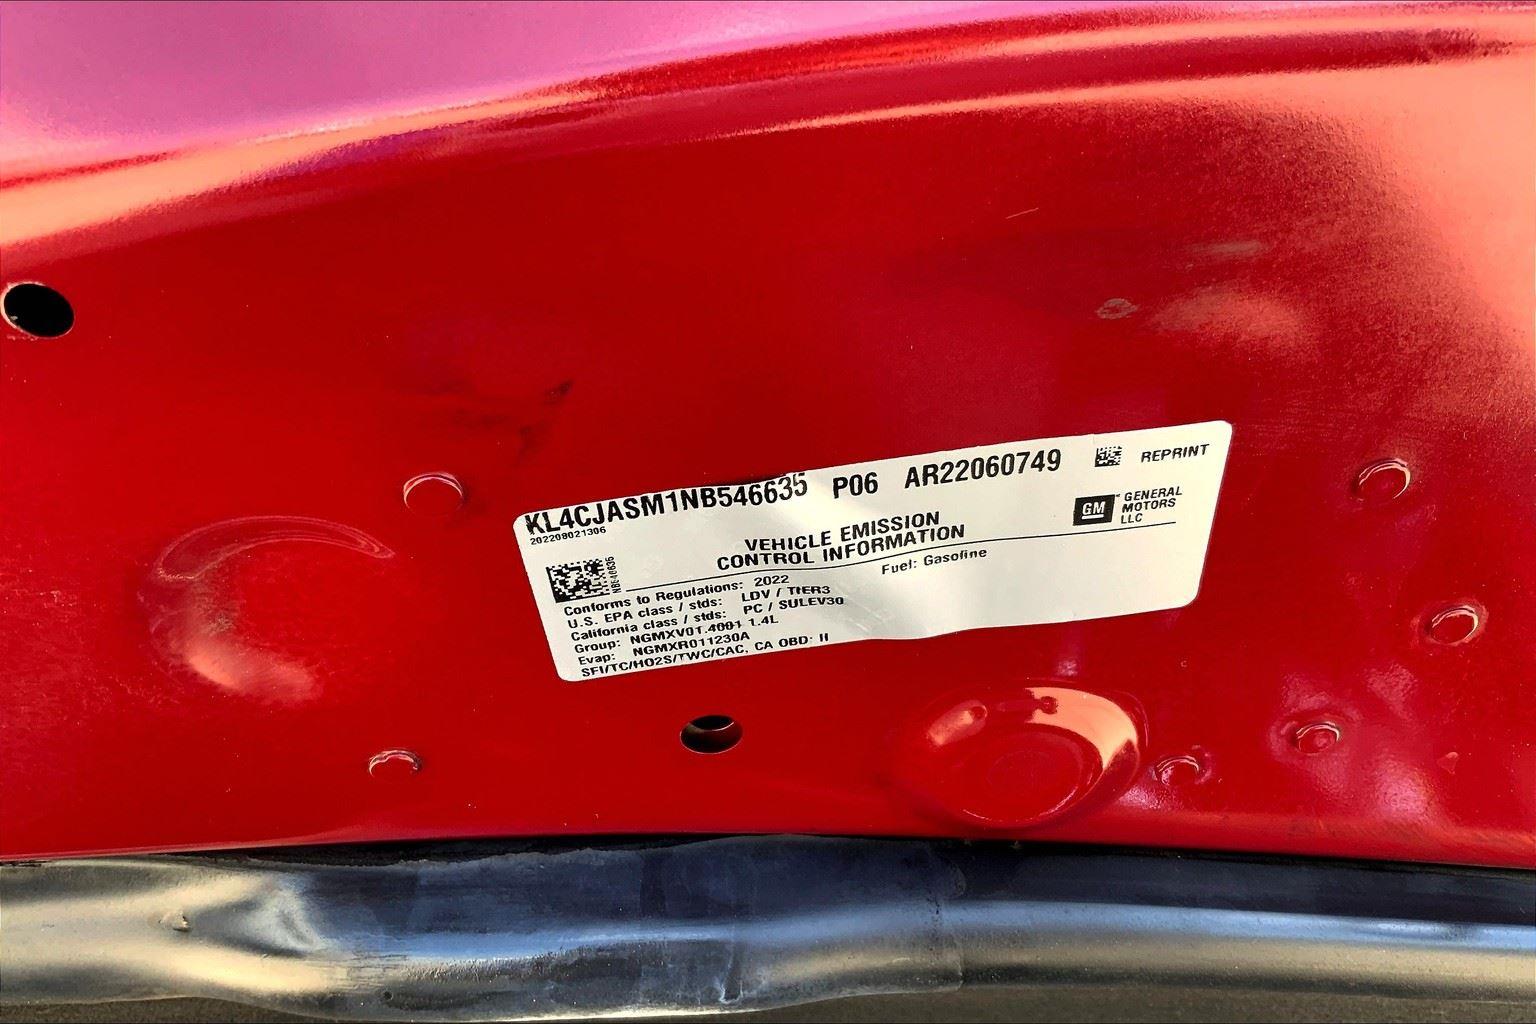 KL4CJASM1NB546635 P06 AR22060749 REPRINT
202208021306
GM GENERAL MOTORS LLC
VEHICLE EMISSION
CONTROL INFORMATION
Fuel: Gasoline
Conforms to Regulations: 2022
U.S. EPA class / stds: LDV / TIER3
California class / stds: PC / SULEV30
Group: NGMXV01.4001 1.4L
Evap: NGMXR011230A
SFI/TC/HO2S/TWC/CAC, CA OBD: II